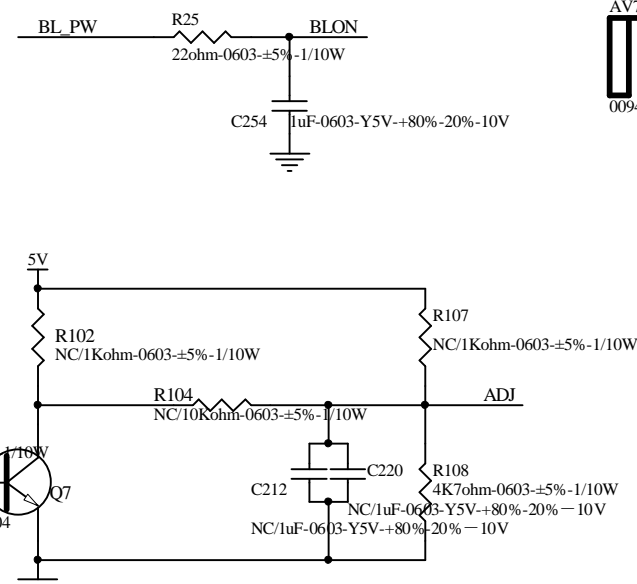 BL_PW
R25
BLON
22ohm-0603-±5%-1/10W
C254
1uF-0603-Y5V-+80%-20%-10V
AV7
0094
5V
R102
NC/1Kohm-0603-±5%-1/10W
R107
NC/1Kohm-0603-±5%-1/10W
R104
NC/10Kohm-0603-±5%-1/10W
ADJ
1/10W
Q7
04
C212
C220
R108
4K7ohm-0603-±5%-1/10W
NC/1uF-0603-Y5V-+80%-20%-10V
NC/1uF-0603-Y5V-+80%-20%-10V